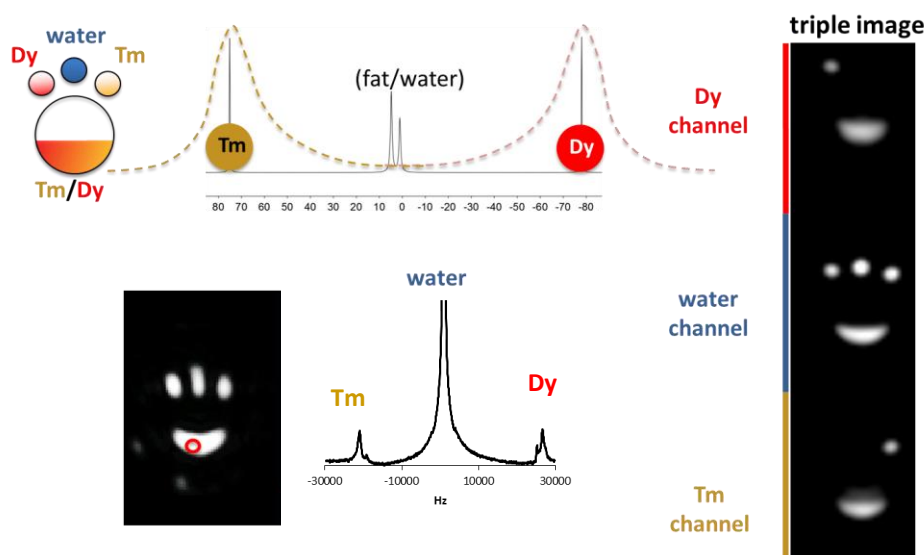 triple image
water
Dy
Tm
Tm/Dy
(fat/water)
Tm
Dy
80 70 60 50 40 30 20 10 0 -10 -20 -30 -40 -50 -60 -70 -80
Dy
channel
water
channel
Tm
channel
water
Tm
Dy
-30000 -10000 10000 30000
Hz